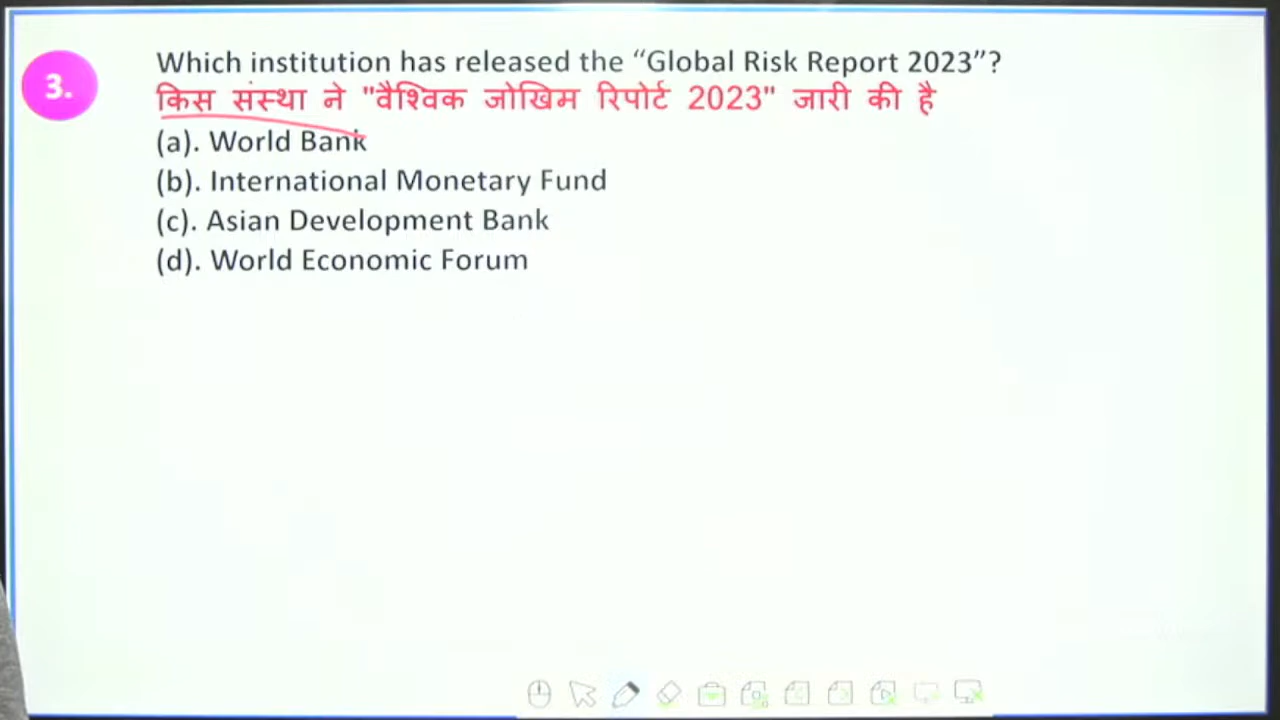 3.
Which institution has released the “Global Risk Report 2023”?
किस संस्था ने "वैश्विक जोखिम रिपोर्ट 2023" जारी की है
(a). World Bank
(b). International Monetary Fund
(c). Asian Development Bank
(d). World Economic Forum